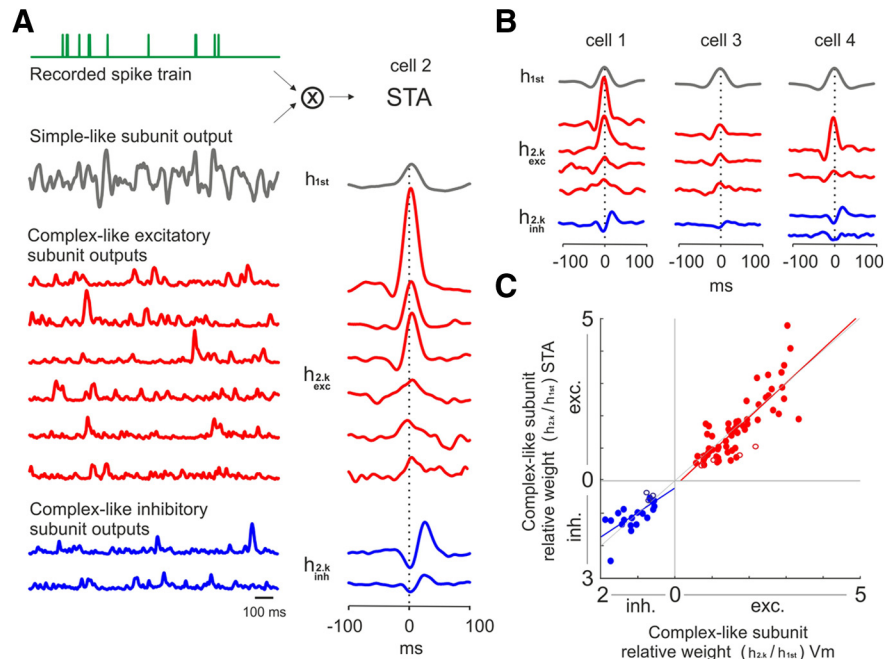 A
Recorded spike train
X
cell 2
STA
Simple-like subunit output
h1st
Complex-like excitatory
subunit outputs
h2.k
exc
Complex-like inhibitory
subunit outputs
h2.k
inh
100 ms
-100 0 100
ms
B
cell 1 cell 3 cell 4
h1st
h2.k
exc
h2.k
inh
-100 0 100 -100 0 100 -100 0 100
ms
C
Complex-like subunit
relative weight (h2.k / h1st) STA
inh. exc.
5
0
3
2 0 5
inh. exc.
Complex-like subunit
relative weight (h2.k / h1st) Vm